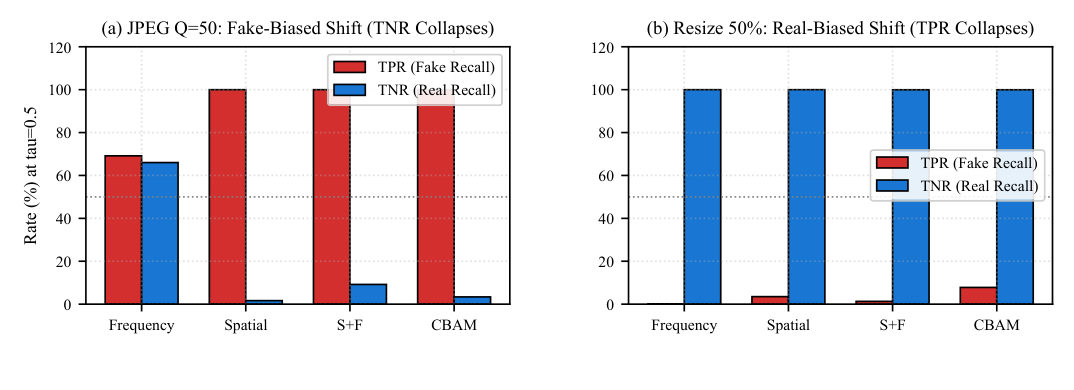 (a) JPEG Q=50: Fake-Biased Shift (TNR Collapses)
Rate (%) at tau=0.5
120
100
80
60
40
20
0
TPR (Fake Recall)
TNR (Real Recall)
Frequency
Spatial
S+F
CBAM
(b) Resize 50%: Real-Biased Shift (TPR Collapses)
120
100
80
60
40
20
0
TPR (Fake Recall)
TNR (Real Recall)
Frequency
Spatial
S+F
CBAM